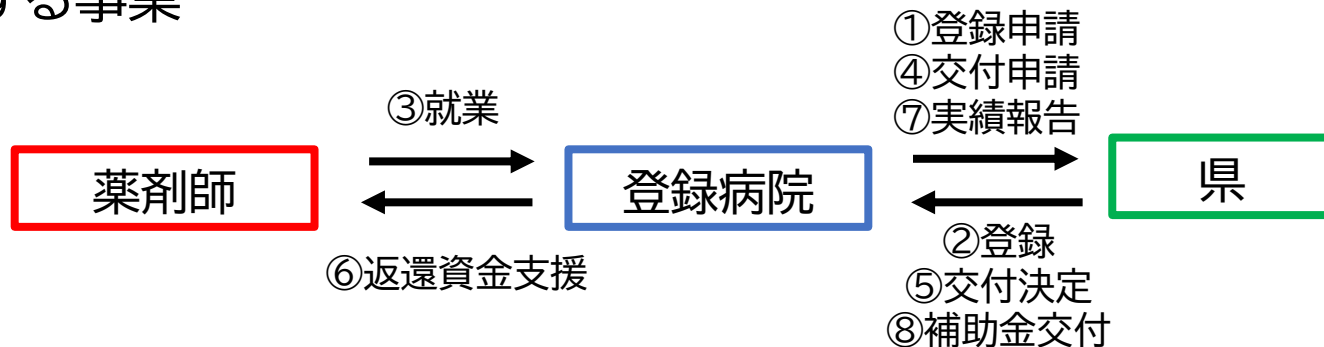 する事業
①登録申請
④交付申請
⑦実績報告
③就業
薬剤師
登録病院
県
⑥返還資金支援
②登録
⑤交付決定
⑧補助金交付